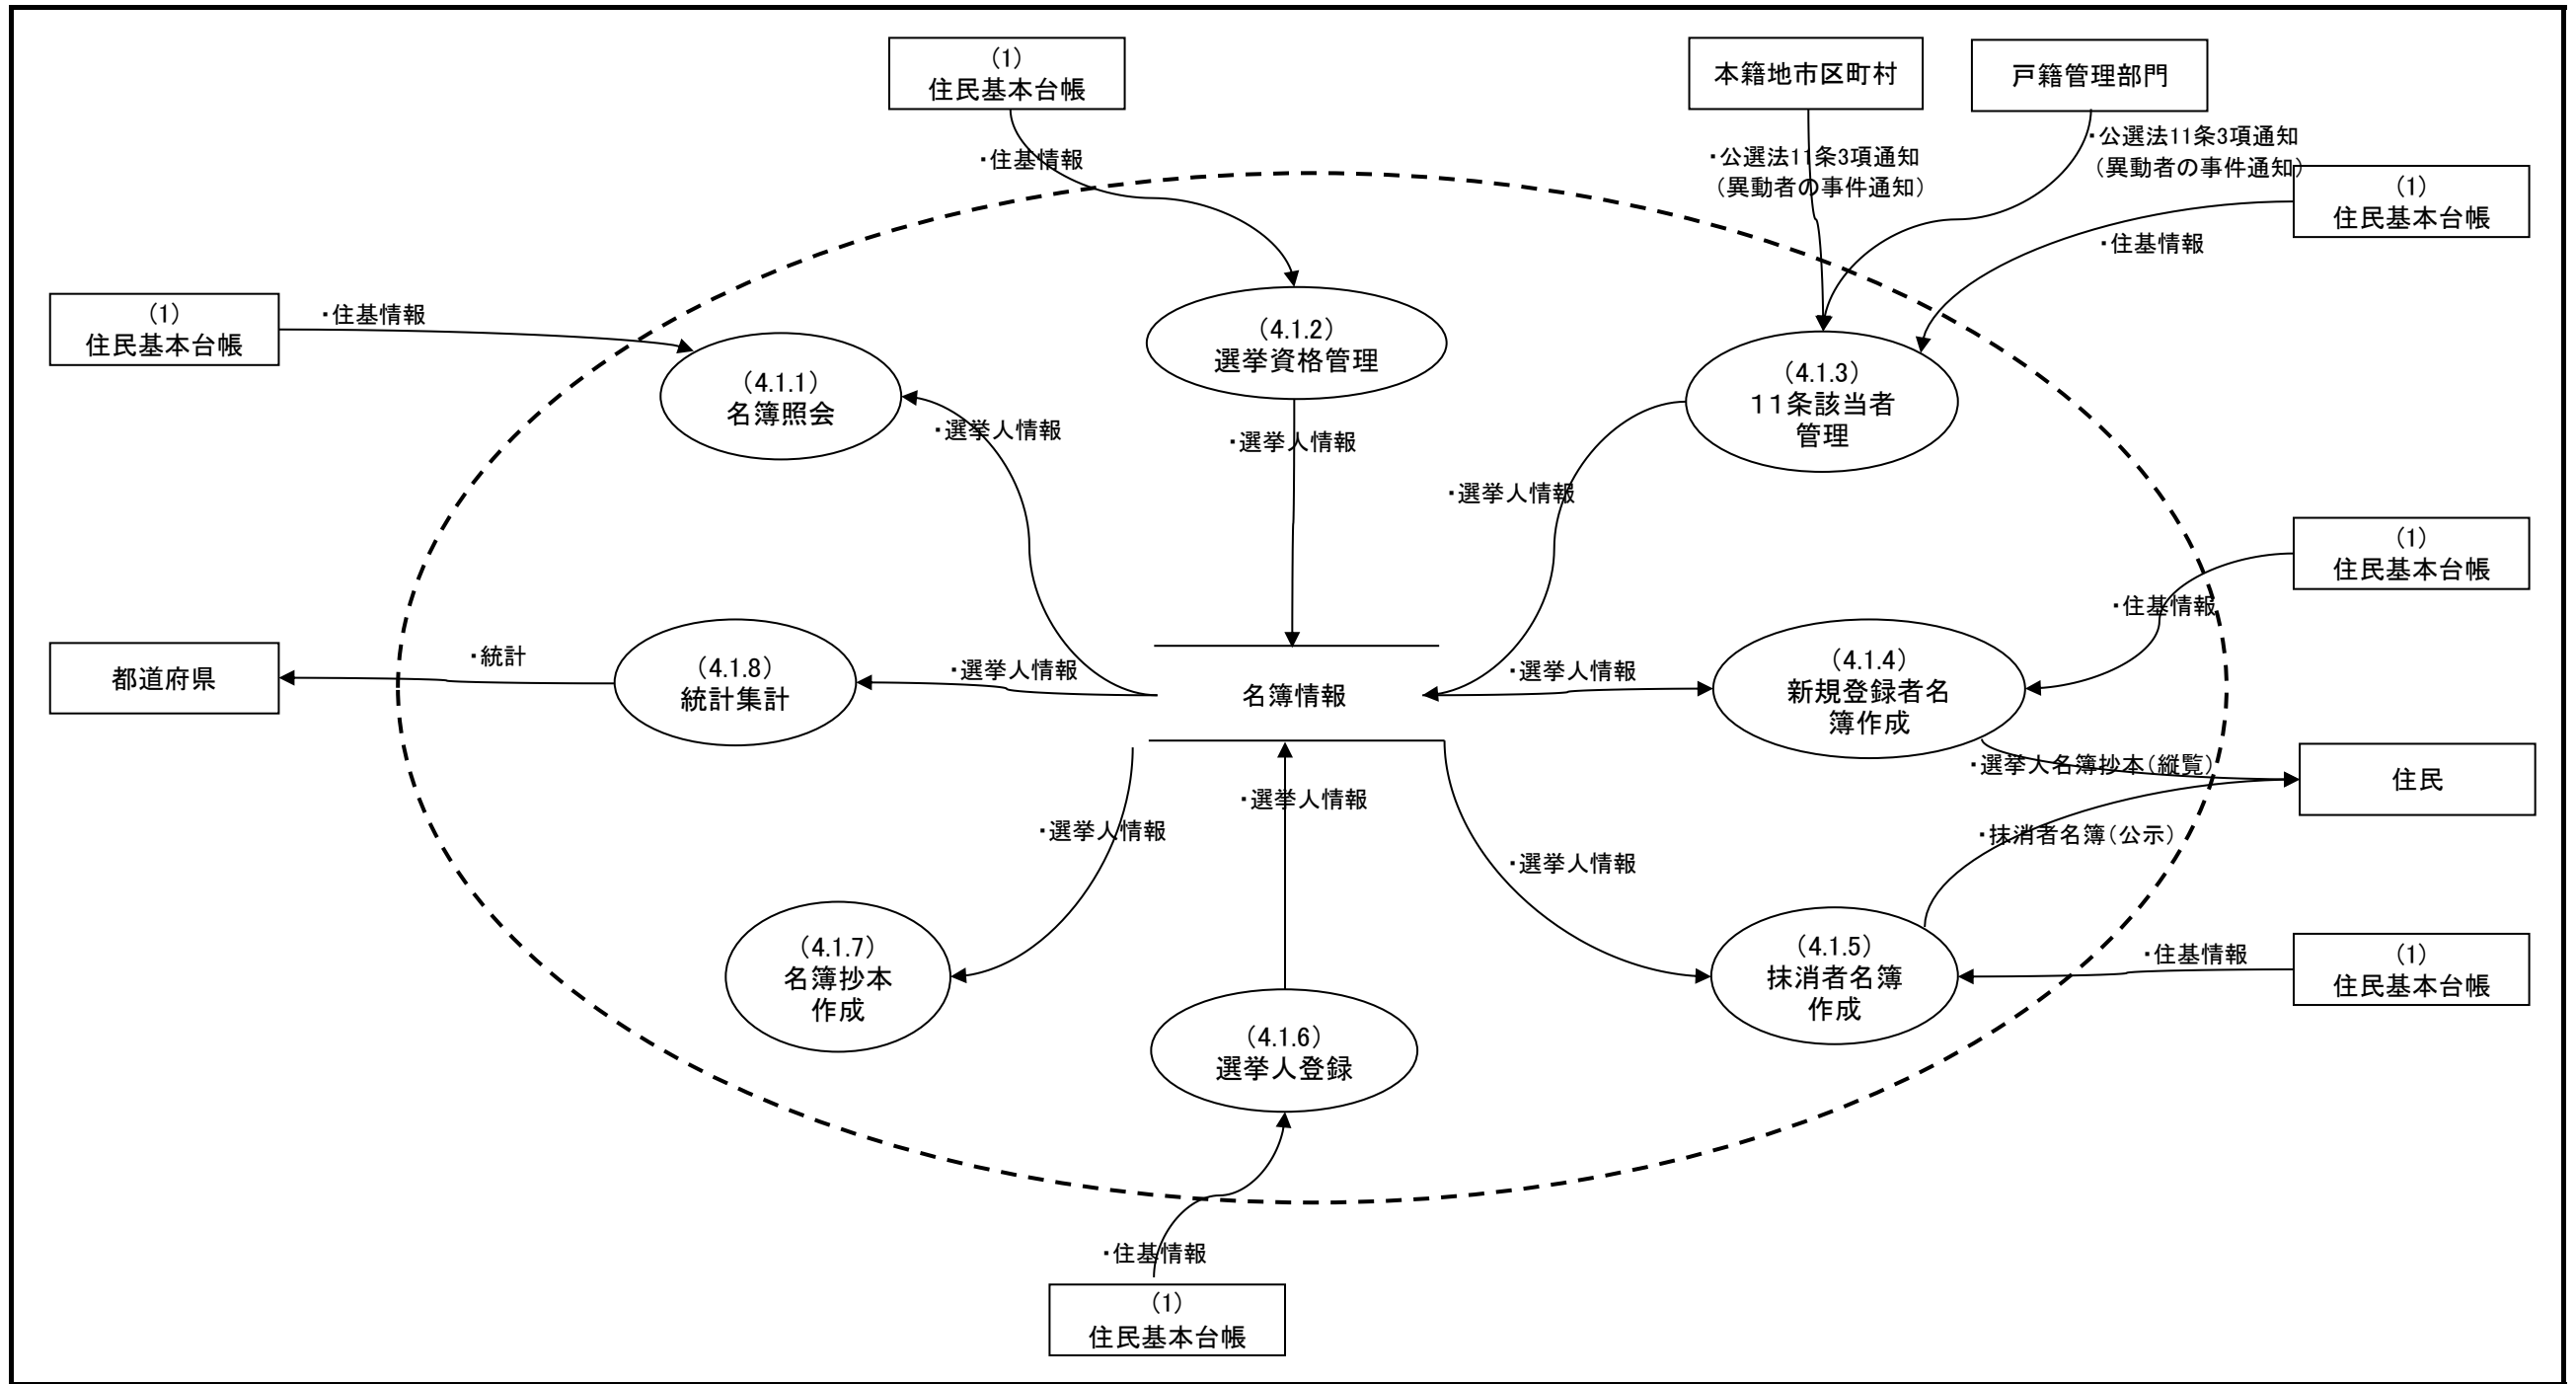 （1）
住民基本台帳
本籍地市区町村
戸籍管理部門
・住基情報
・公選法11条3項通知
（異動者の事件通知）
・公選法11条3項通知
（異動者の事件通知）
（1）
住民基本台帳
・住基情報
（1）
住民基本台帳
・住基情報
（4.1.1）
名簿照会
（4.1.2）
選挙資格管理
（4.1.3）
１１条該当者
管理
・選挙人情報
・選挙人情報
・選挙人情報
（1）
住民基本台帳
・住基情報
都道府県
・統計
（4.1.8）
統計集計
・選挙人情報
名簿情報
・選挙人情報
（4.1.4）
新規登録者名
簿作成
・選挙人名簿抄本（縦覧）
住民
・選挙人情報
・選挙人情報
・選挙人情報
・抹消者名簿（公示）
（4.1.7）
名簿抄本
作成
（4.1.6）
選挙人登録
（4.1.5）
抹消者名簿
作成
・住基情報
（1）
住民基本台帳
・住基情報
（1）
住民基本台帳